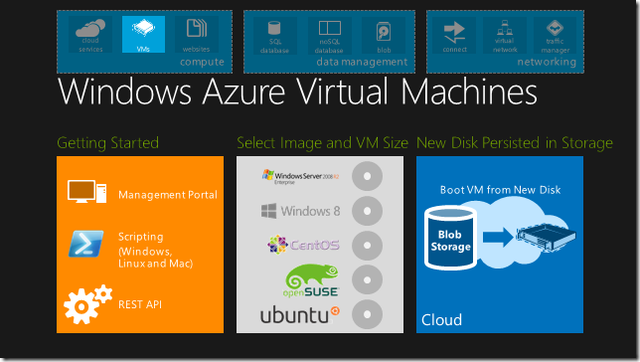 cloud services
VMs
websites
compute
SQL database
noSQL database
blob
data management
connect
virtual network
traffic manager
networking
Windows Azure Virtual Machines
Getting Started
Management Portal
Scripting
(Windows,
Linux and Mac)
REST API
Select Image and VM Size
Windows Server 2008 R2
Enterprise
Windows 8
CentOS
openSUSE
ubuntu
New Disk Persisted in Storage
Boot VM from New Disk
Blob
Storage
Cloud